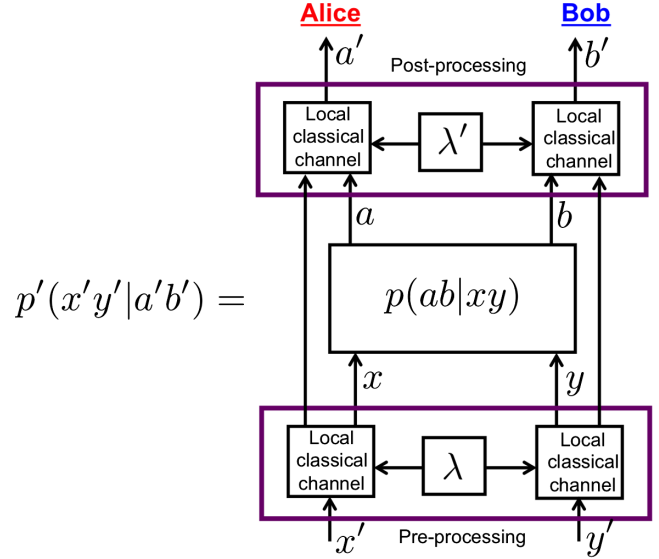 Alice Bob
a′ b′
Post-processing
Local classical channel λ′ Local classical channel
a b
p′(x′y′|a′b′) = p(ab|xy)
x y
Local classical channel λ Local classical channel
x′ Pre-processing y′